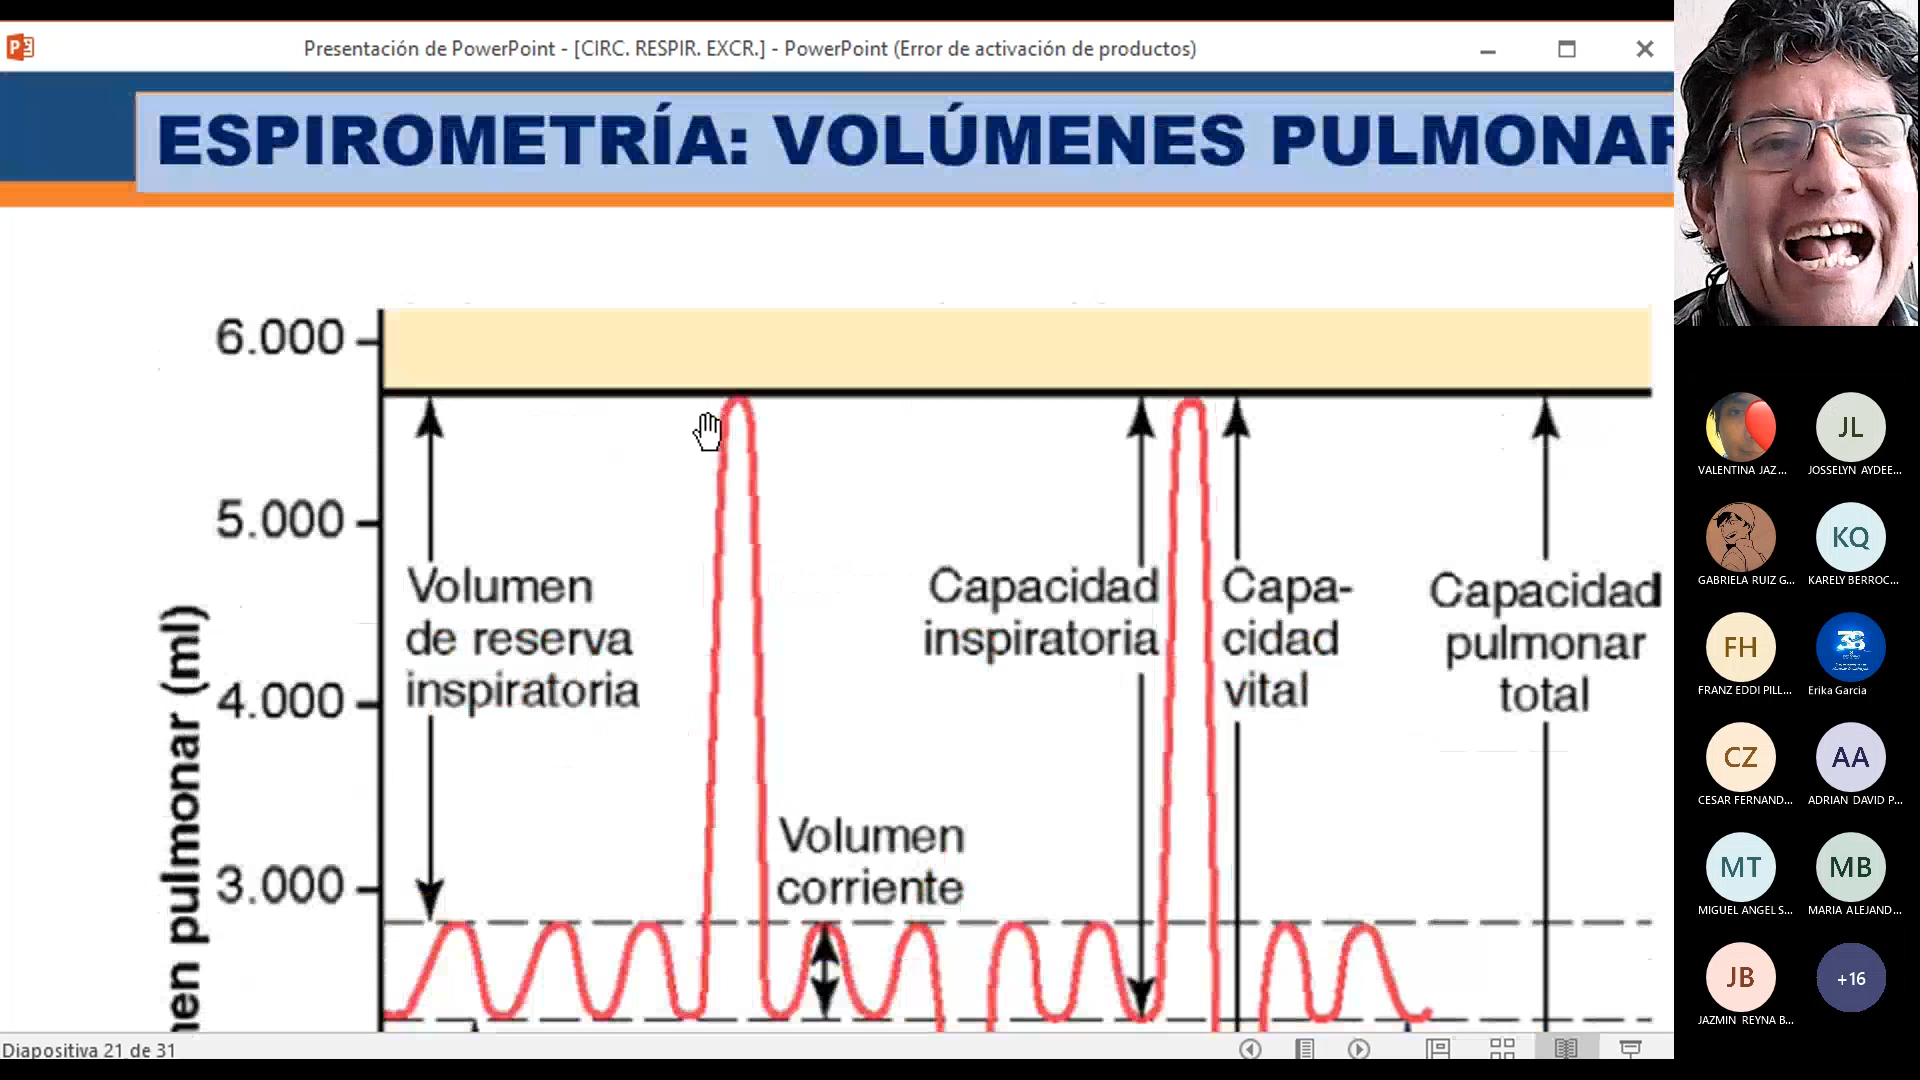 Presentación de PowerPoint - [CIRC. RESPIR. EXCR.] - PowerPoint (Error de activación de productos)
ESPIROMETRÍA: VOLÚMENES PULMONAR
6.000
5.000
4.000
3.000
men pulmonar (ml)
Volumen
de reserva
inspiratoria
Capacidad
inspiratoria
Capa-
cidad
vital
Capacidad
pulmonar
total
Volumen
corriente
Diapositiva 21 de 31
VALENTINA JAZ...
JL
JOSSELYN AYDEE...
GABRIELA RUIZ G...
KQ
KARELY BERROC...
FH
FRANZ EDDI PILL...
38
Erika Garcia
CZ
CESAR FERNAND...
AA
ADRIAN DAVID P...
MT
MIGUEL ANGEL S...
MB
MARIA ALEJAND...
JB
JAZMIN REYNA B...
+16